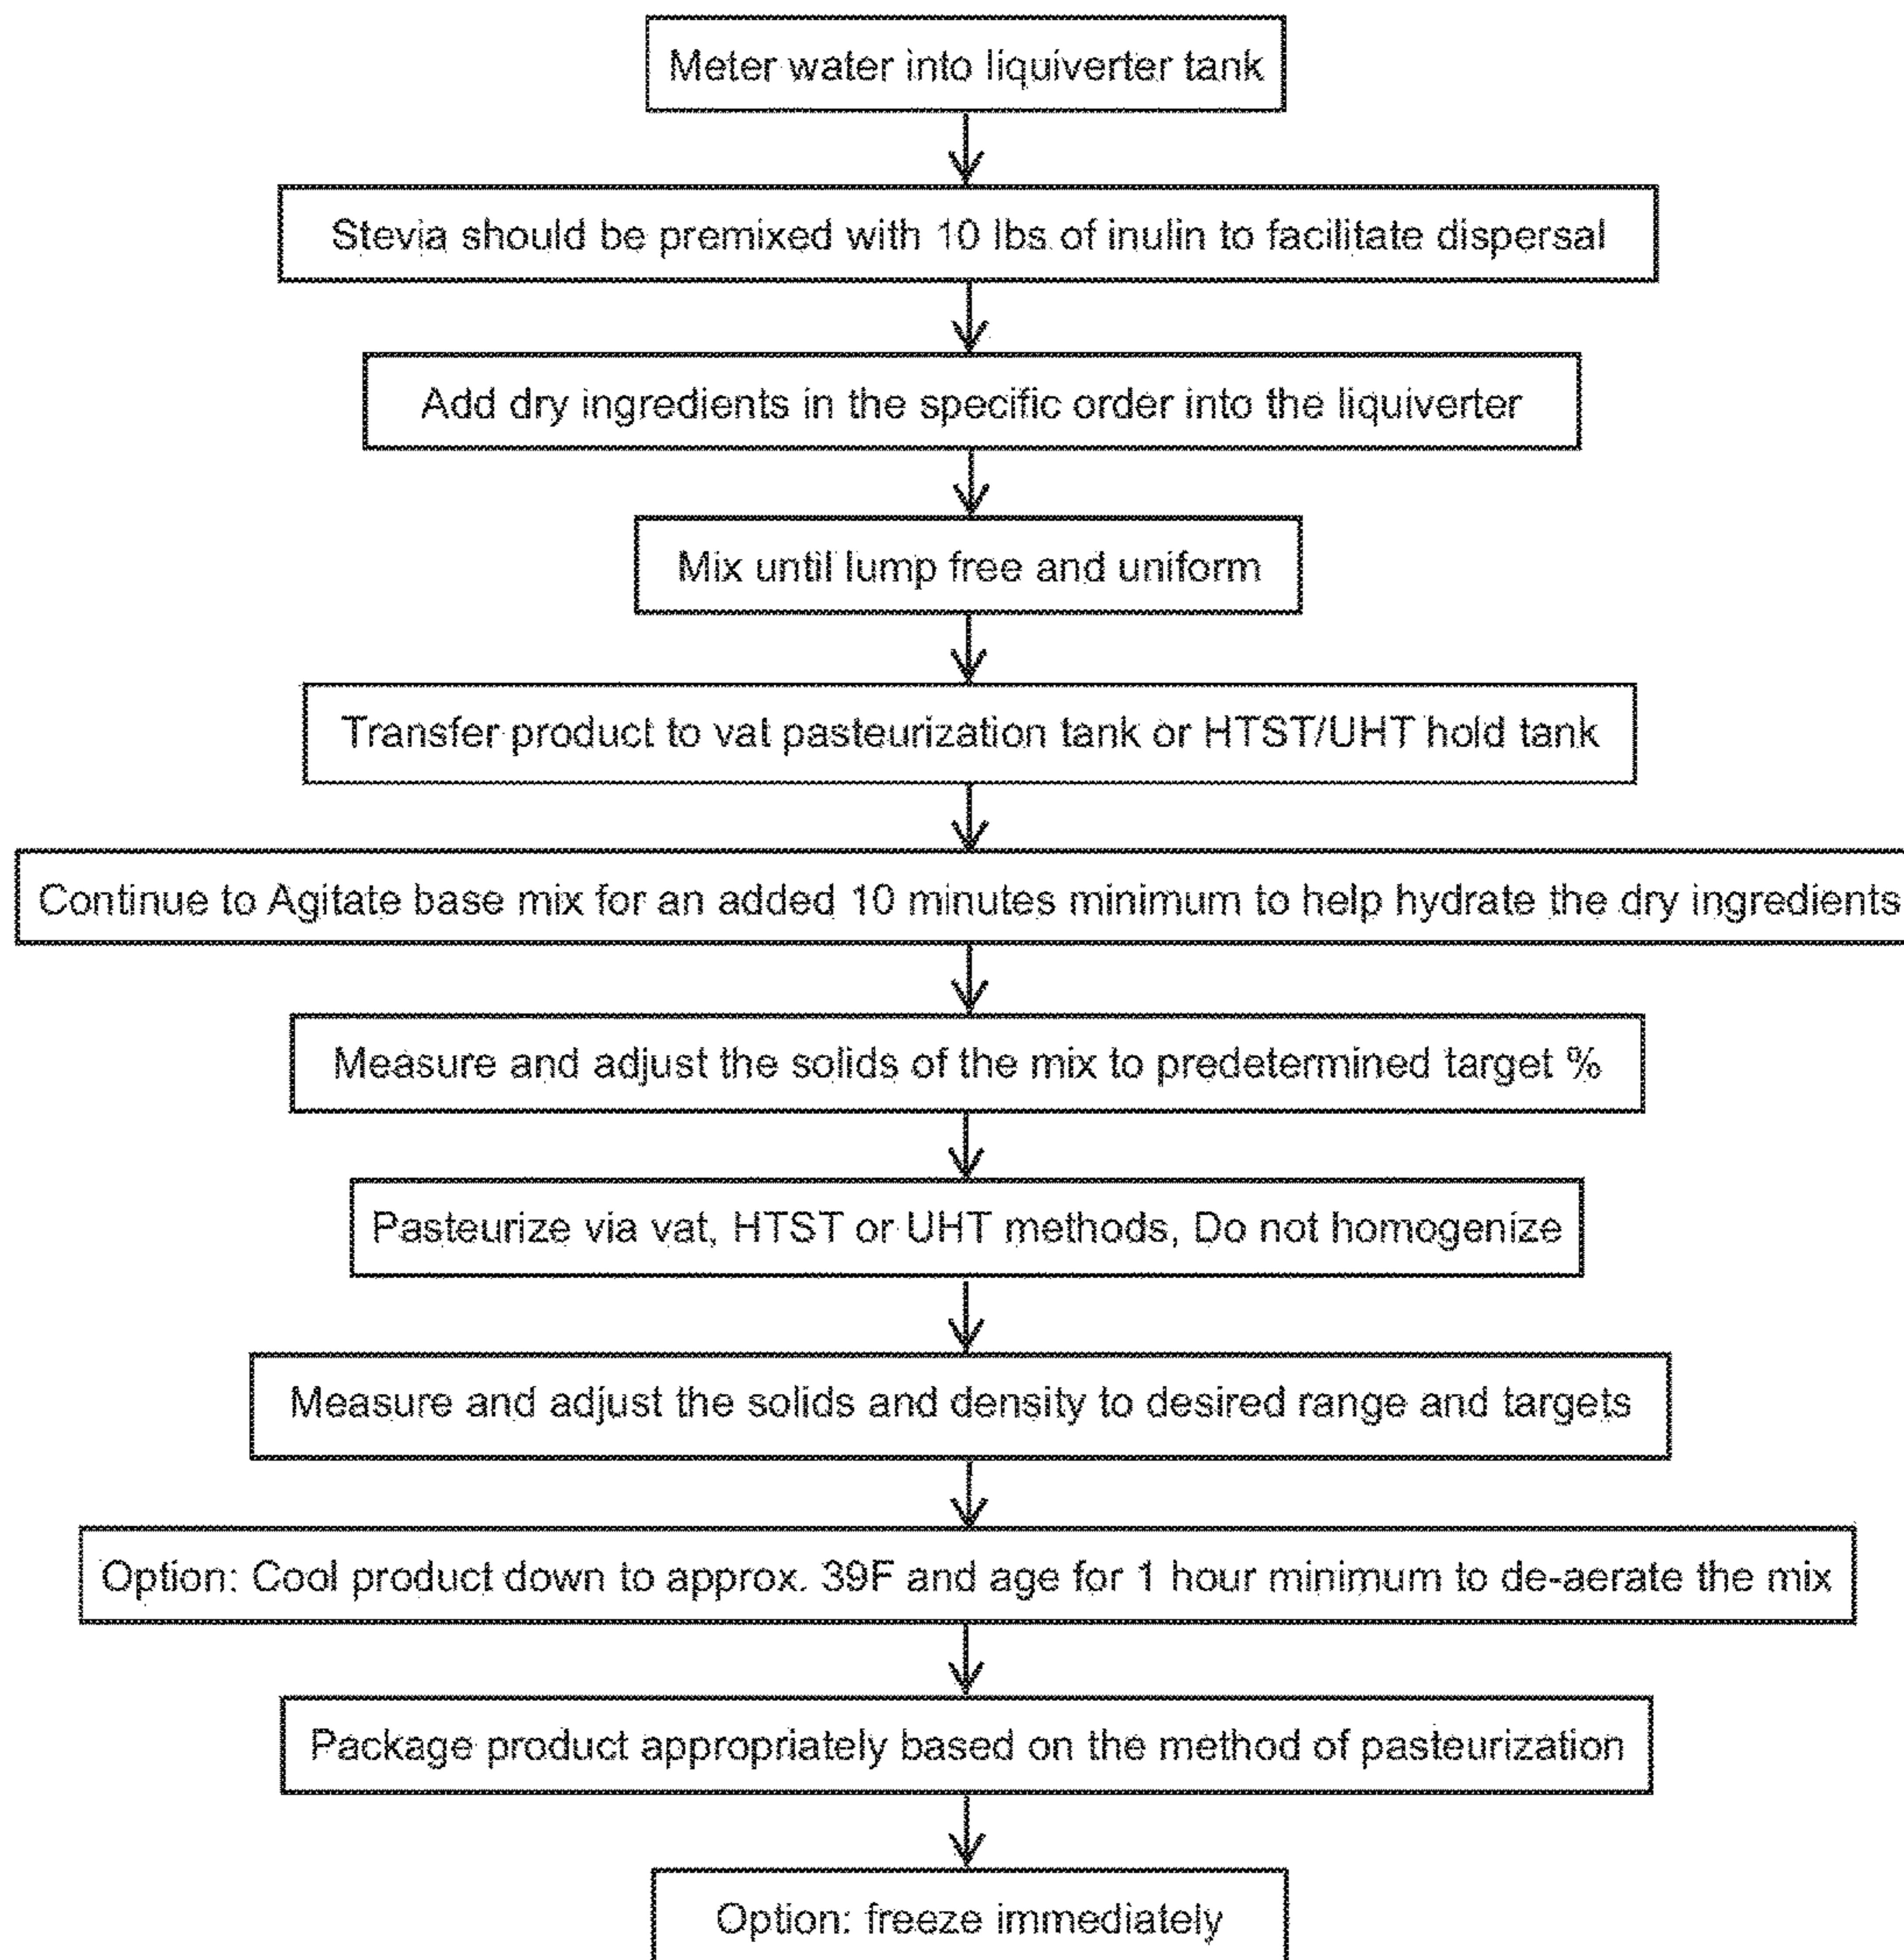 Meter water into liquiverter tank
Stevia should be premixed with 10 lbs of inulin to facilitate dispersal
Add dry ingredients in the specific order into the liquiverter
Mix until lump free and uniform
Transfer product to vat pasteurization tank or HTST/UHT hold tank
Continue to Agitate base mix for an added 10 minutes minimum to help hydrate the dry ingredients
Measure and adjust the solids of the mix to predetermined target %
Pasteurize via vat, HTST or UHT methods, Do not homogenize
Measure and adjust the solids and density to desired range and targets
Option: Cool product down to approx. 39F and age for 1 hour minimum to de-aerate the mix
Package product appropriately based on the method of pasteurization
Option: freeze immediately